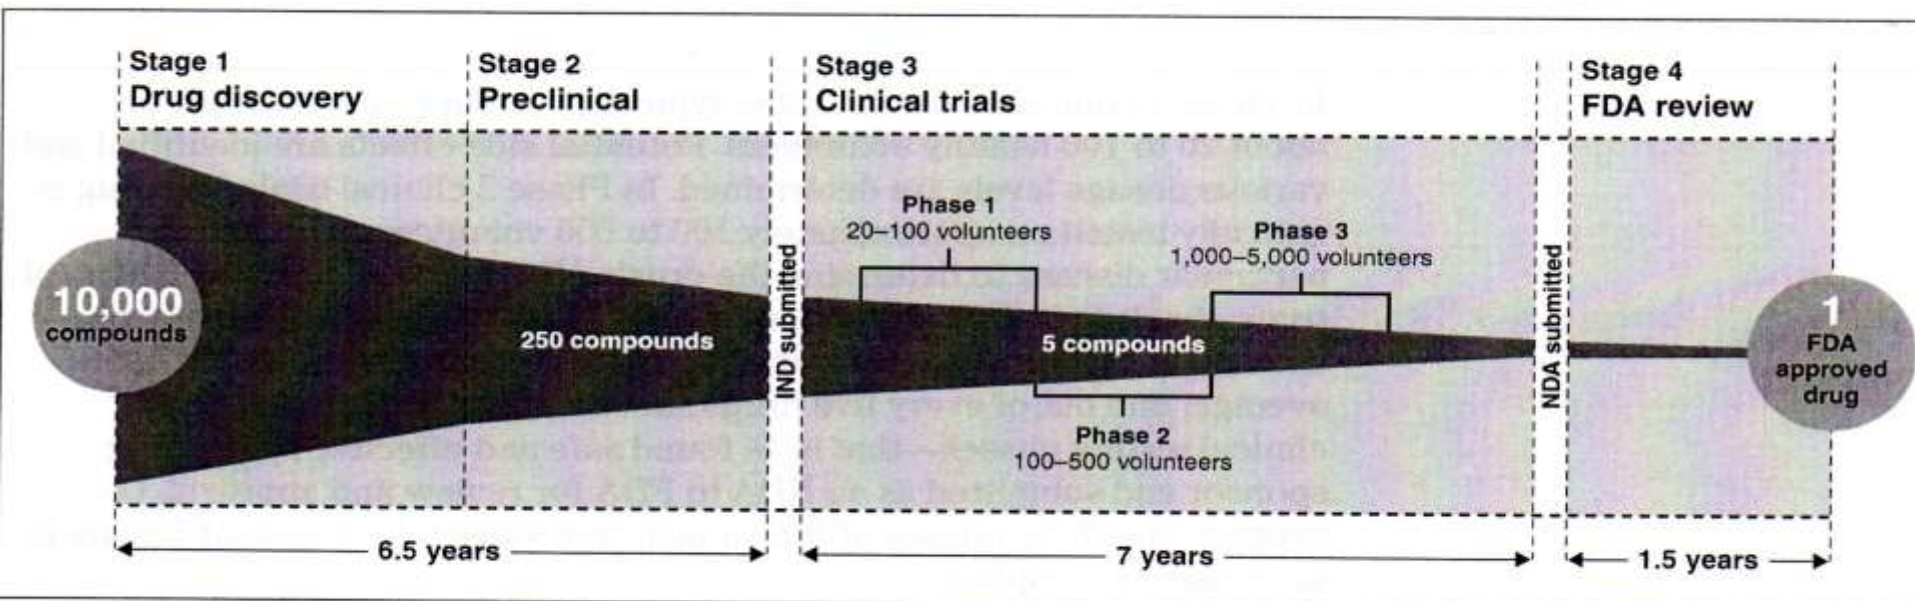 Stage 1
Drug discovery
Stage 2
Preclinical
Stage 3
Clinical trials
Stage 4
FDA review
10,000
compounds
250 compounds
IND submitted
Phase 1
20–100 volunteers
Phase 3
1,000–5,000 volunteers
5 compounds
Phase 2
100–500 volunteers
NDA submitted
1
FDA
approved
drug
6.5 years
7 years
1.5 years